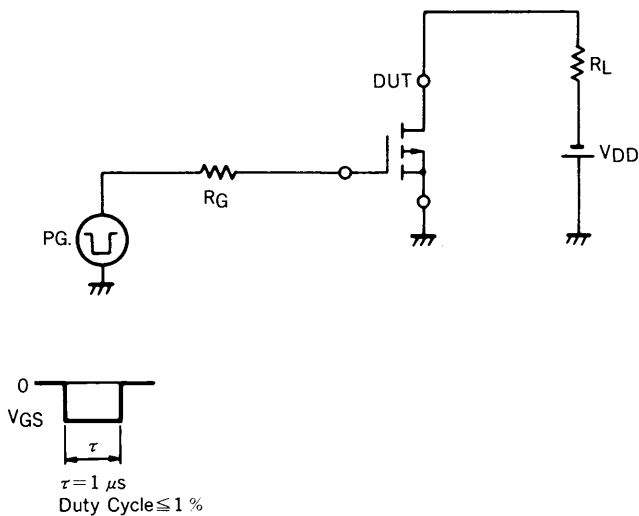 DUT
RL
VDD
RG
PG.
0
VGS
τ
τ=1 μs
Duty Cycle≦1 %